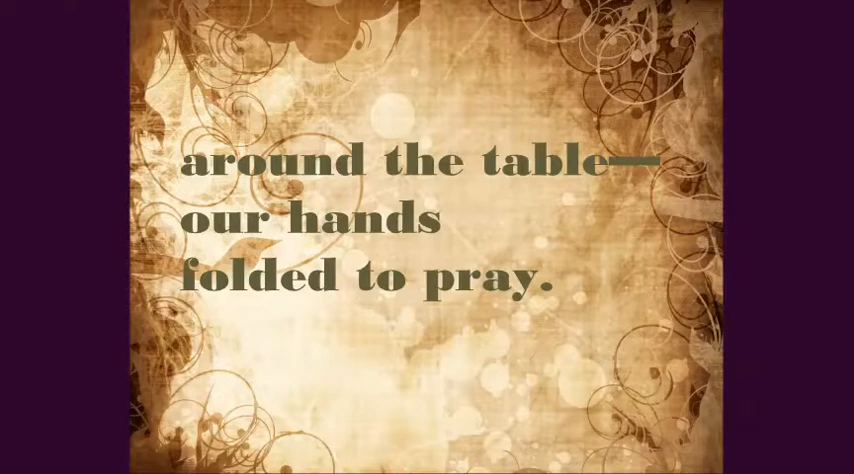 around the table—
our hands
folded to pray.